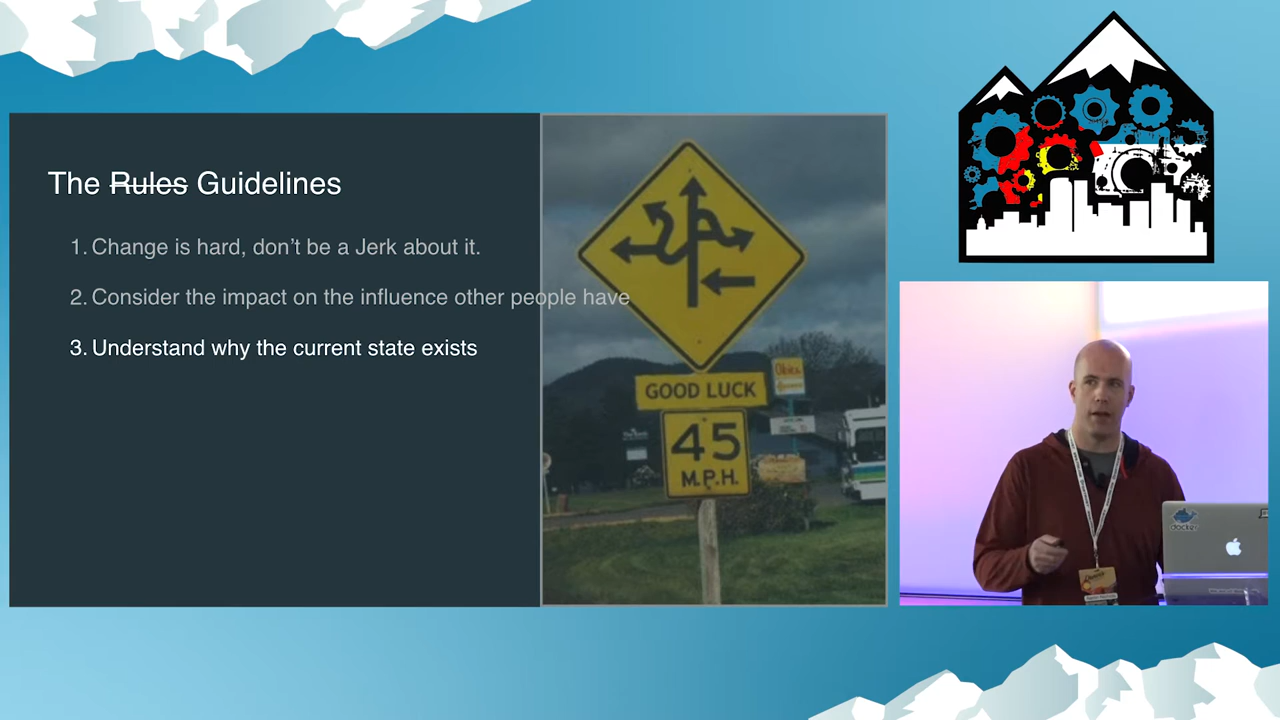 The Rules Guidelines
1. Change is hard, don't be a Jerk about it.
2. Consider the impact on the influence other people have
3. Understand why the current state exists
GOOD LUCK
45
M.P.H.
docker